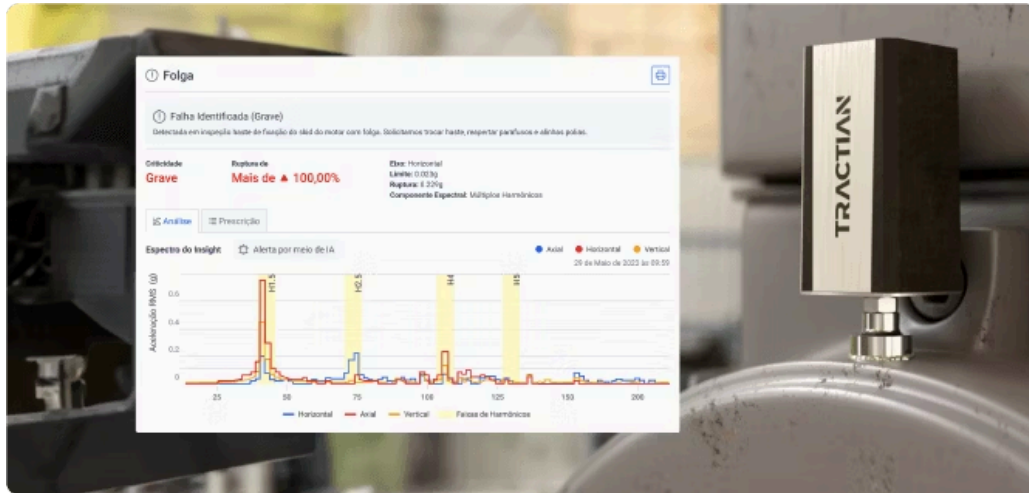 Folga
Falha Identificada (Grave)
Detectada em inspeção haste de fixação do sled do motor com folga. Solicitamos trocar haste, reapertar parafusos e alinhas polias.
Criticidade
Grave
Ruptura de
Mais de ▲ 100,00%
Eixo: Horizontal
Limite: 0.023g
Ruptura: 0.229g
Componente Espectral: Múltiplos Harmônicos
Análise
Prescrição
Espectro do Insight
Alerta por meio de IA
Axial
Horizontal
Vertical
29 de Maio de 2023 às 09:59
Aceleração RMS (g)
0.6
0.4
0.2
0
H1.5
H2.5
H4
H5
25
50
75
100
125
150
200
Horizontal
Axial
Vertical
Faixas de Harmônicos
TRACTIAN